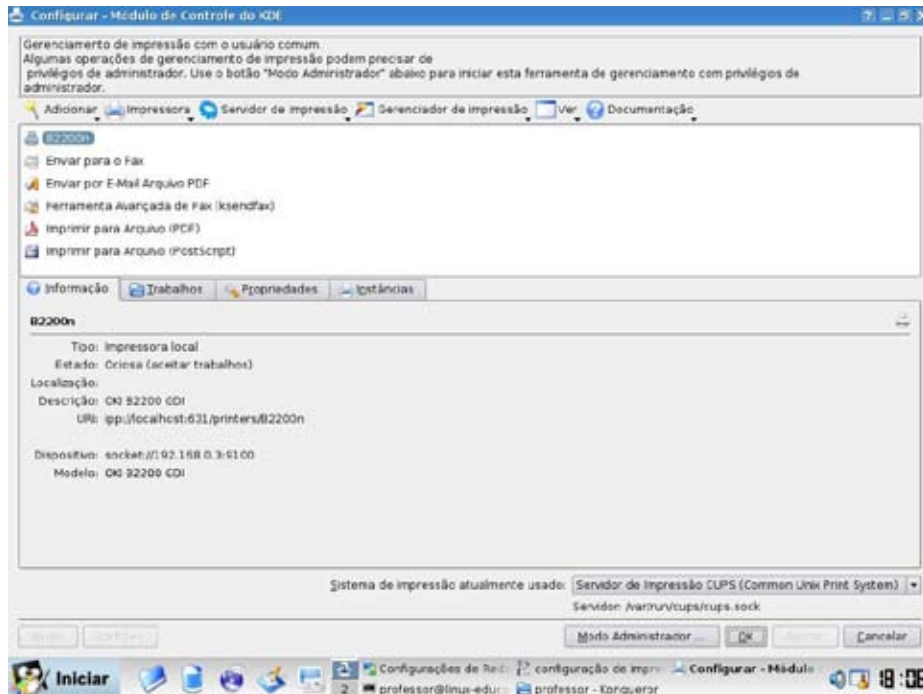 Configurar - Módulo de Controle do KDE
Gerenciamento de impressão com o usuário comum.
Algumas operações de gerenciamento de impressão podem precisar de
privilégios de administrador. Use o botão "Modo Administrador" abaixo para iniciar esta ferramenta de gerenciamento com privilégios de
administrador.
Adicionar Impressora Servidor de impressão Gerenciador de impressão Ver Documentação
B2200n
Enviar para o Fax
Enviar por E-Mail Arquivo PDF
Ferramenta Avançada de Fax (ksendfax)
Imprimir para Arquivo (PDF)
Imprimir para Arquivo (PostScript)
Informação Trabalhos Propriedades Instâncias
B2200n
Tipo: Impressora local
Estado: Ociosa (aceitar trabalhos)
Localização:
Descrição: OKI B2200 GDI
URI: ipp://localhost:631/printers/B2200n
Dispositivo: socket://192.168.0.3:9100
Modelo: OKI B2200 GDI
Sistema de impressão atualmente usado: Servidor de Impressão CUPS (Common Unix Print System)
Servidor: /var/run/cups/cups.sock
Modo Administrador ... OK Cancelar
Iniciar
Configurações de Rede configuração de impre Configurar - Módulo
2 professor@linux-educ professor - Konqueror